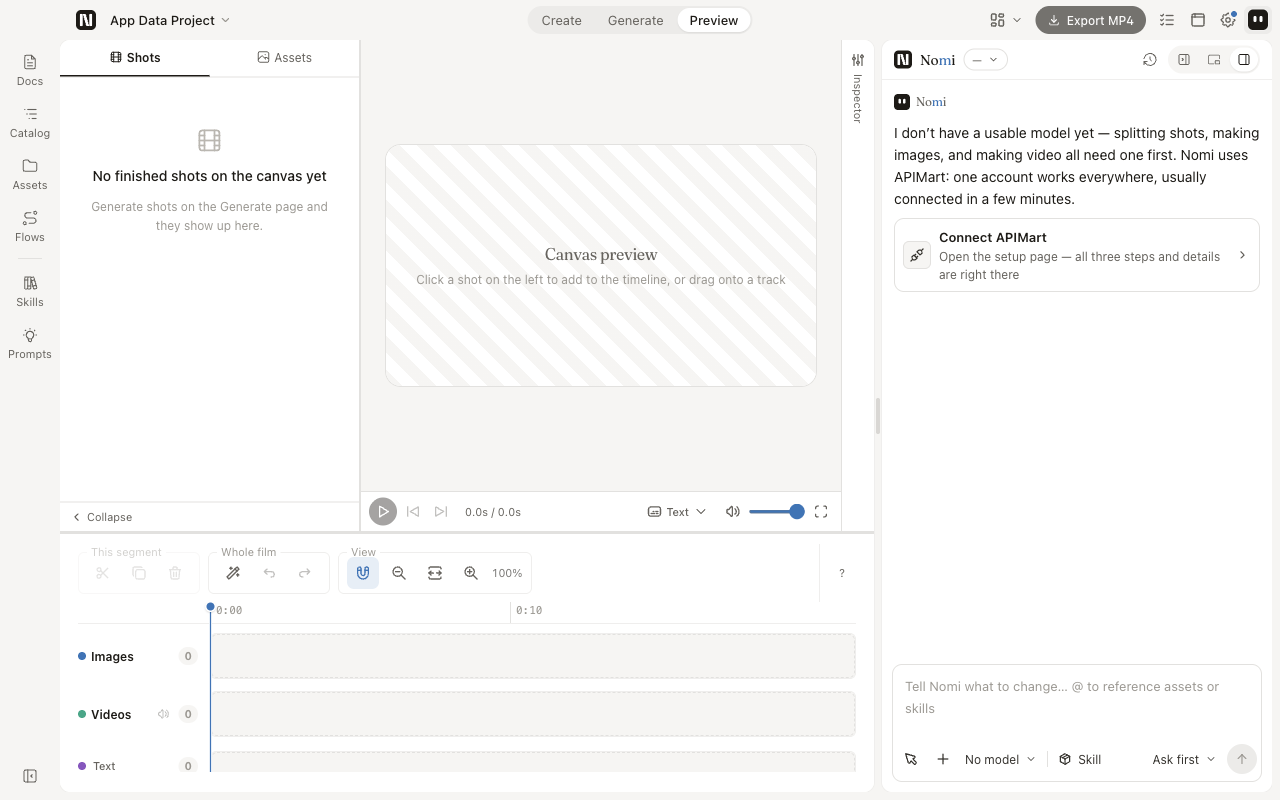 App Data Project
Create
Generate
Preview
Export MP4
Docs
Catalog
Assets
Flows
Skills
Prompts
Shots
Assets
No finished shots on the canvas yet
Generate shots on the Generate page and
they show up here.
Collapse
Canvas preview
Click a shot on the left to add to the timeline, or drag onto a track
0.0s / 0.0s
Text
Inspector
This segment
Whole film
View
100%
?
0:00
0:10
Images
0
Videos
0
Text
0
Nomi
—
Nomi
I don’t have a usable model yet — splitting shots, making
images, and making video all need one first. Nomi uses
APIMart: one account works everywhere, usually
connected in a few minutes.
Connect APIMart
Open the setup page — all three steps and details
are right there
Tell Nomi what to change… @ to reference assets or
skills
No model
Skill
Ask first